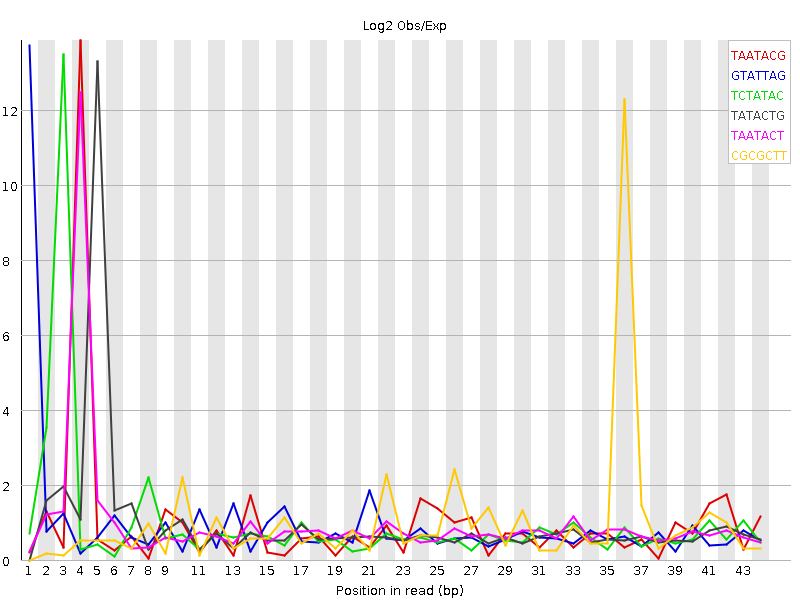 Log2 Obs/Exp
TAATACG
GTATTAG
TCTATAC
TATACTG
TAATACT
CGCGCTT
12
10
8
6
4
2
0
1 2 3 4 5 6 7 8 9 11 13 15 17 19 21 23 25 27 29 31 33 35 37 39 41 43
Position in read (bp)